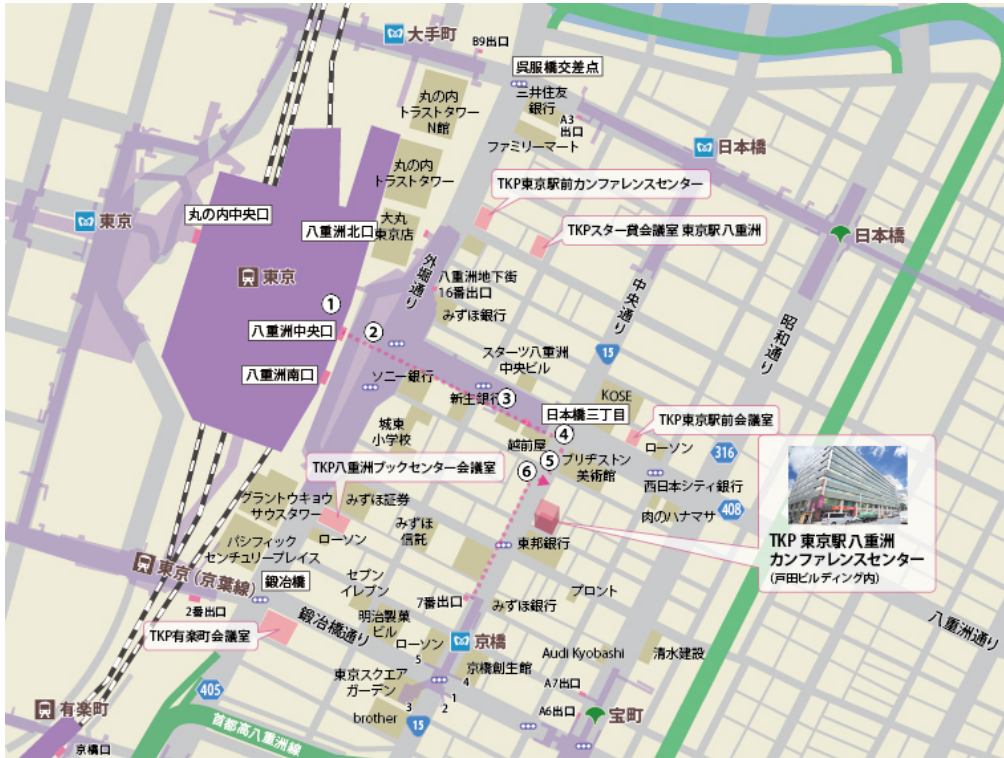 大手町
B9出口
呉服橋交差点
三井住友
銀行
丸の内
トラストタワー
N館
A3
出口
ファミリーマート
日本橋
丸の内
トラストタワー
TKP東京駅前カンファレンスセンター
東京
丸の内中央口
大丸
東京店
八重洲北口
TKPスター貸会議室 東京駅八重洲
日本橋
東京
外堀通り
八重洲地下街
16番出口
みずほ銀行
中央通り
昭和通り
1
八重洲中央口
2
スターツ八重洲
中央ビル
15
八重洲南口
ソニー銀行
新生銀行
3
KOSE
日本橋三丁目
TKP東京駅前会議室
城東
小学校
越前屋
4
ローソン
316
5
ブリヂストン
美術館
6
TKP八重洲ブックセンター会議室
西日本シティ銀行
グラントウキョウ
サウスタワー
みずほ証券
肉のハナマサ
408
みずほ
信託
ローソン
パシフィック
センチュリープレイス
東邦銀行
TKP 東京駅八重洲
カンファレンスセンター
(戸田ビルディング内)
東京 (京葉線)
鍛冶橋
セブン
イレブン
プロント
7番出口
みずほ銀行
2番出口
明治製菓
ビル
鍛冶橋通り
八重洲通り
TKP有楽町会議室
ローソン
京橋
5
Audi Kyobashi
清水建設
京橋創生館
東京スクエア
ガーデン
4
A7出口
405
1
3
2
有楽町
brother
15
A6出口
宝町
首都高八重洲線
京橋口